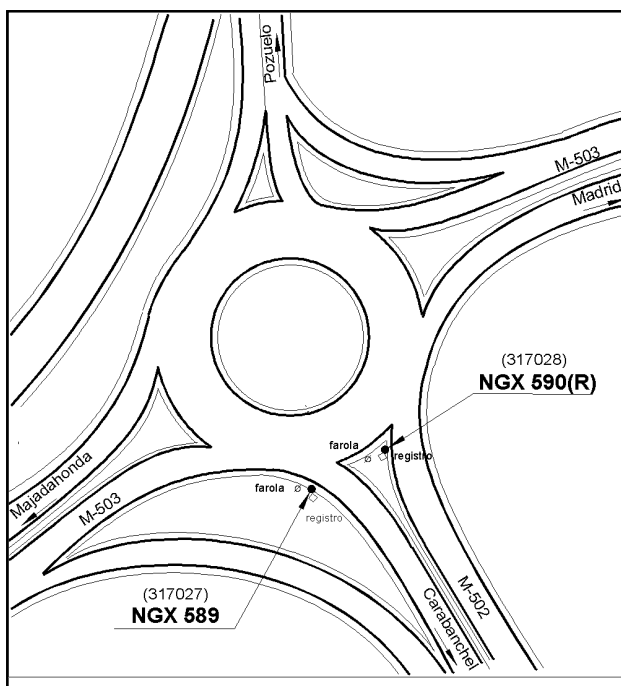 Pozuelo
M-503
Madrid
(317028)
NGX 590(R)
farola
registro
Majadahonda
M-503
farola
registro
(317027)
NGX 589
Carabanchel
M-502